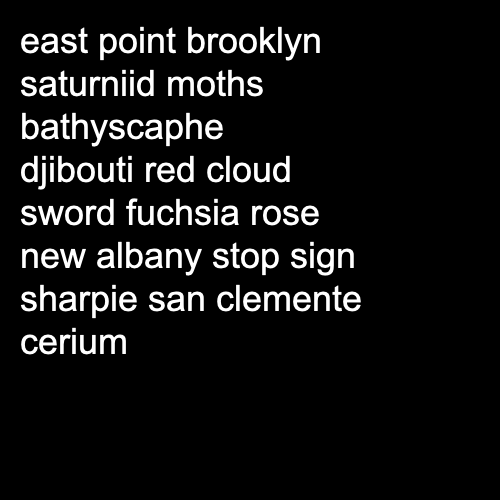 east point brooklyn
saturniid moths
bathyscaphe
djibouti red cloud
sword fuchsia rose
new albany stop sign
sharpie san clemente
cerium